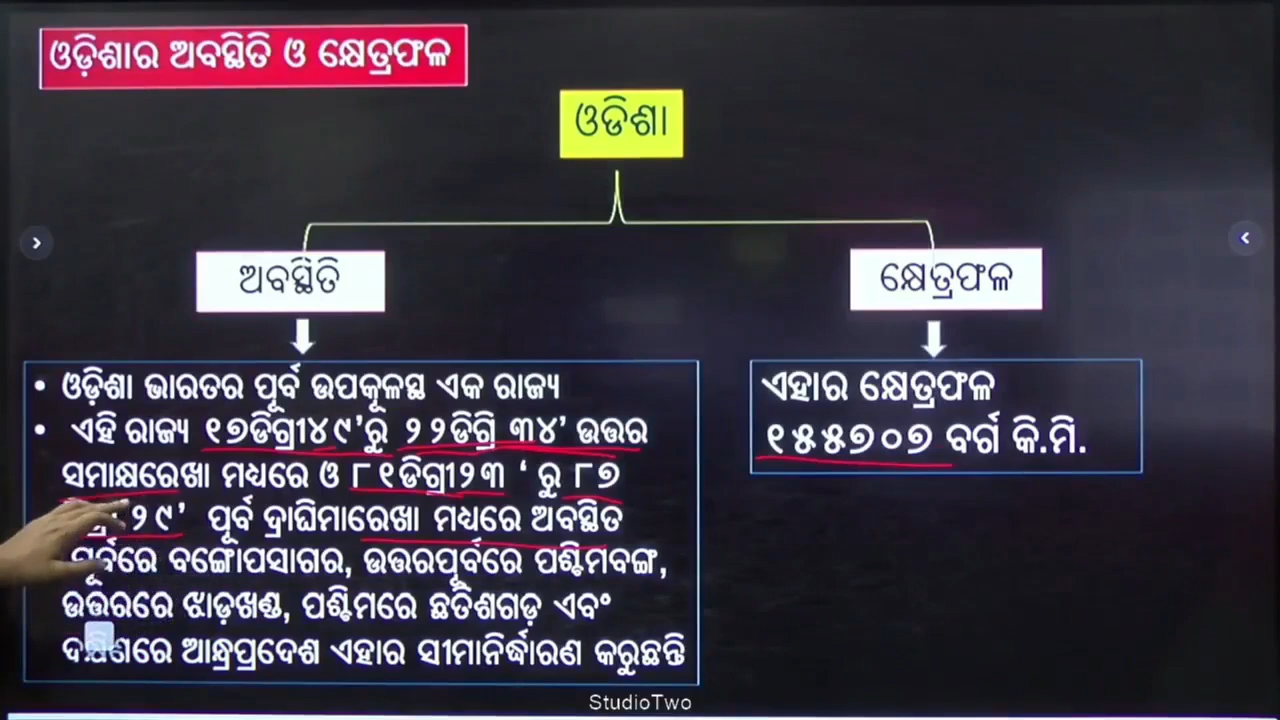 ଓଡ଼ିଶାର ଅବସ୍ଥିତି ଓ କ୍ଷେତ୍ରଫଳ
ଓଡିଶା
ଅବସ୍ଥିତି
କ୍ଷେତ୍ରଫଳ
• ଓଡ଼ିଶା ଭାରତର ପୂର୍ବ ଉପକୂଳସ୍ଥ ଏକ ରାଜ୍ୟ
• ଏହି ରାଜ୍ୟ ୧୭ଡିଗ୍ରୀ୪୯’ରୁ ୨୨ଡିଗ୍ରି ୩୪’ ଉତ୍ତର
ସମାକ୍ଷରେଖା ମଧ୍ୟରେ ଓ ୮୧ଡିଗ୍ରୀ୨୩ ‘ ରୁ ୮୭
୨୯’ ପୂର୍ବ ଦ୍ରାଘିମାରେଖା ମଧ୍ୟରେ ଅବସ୍ଥିତ
ପୂର୍ବରେ ବଙ୍ଗୋପସାଗର, ଉତ୍ତରପୂର୍ବରେ ପଶ୍ଚିମବଙ୍ଗ,
ଉତ୍ତରରେ ଝାଡ଼ଖଣ୍ଡ, ପଶ୍ଚିମରେ ଛତିଶଗଡ଼ ଏବଂ
ଦକ୍ଷିଣରେ ଆନ୍ଧ୍ରପ୍ରଦେଶ ଏହାର ସୀମାନିର୍ଦ୍ଧାରଣ କରୁଛନ୍ତି
ଏହାର କ୍ଷେତ୍ରଫଳ
୧୫୫୭୦୭ ବର୍ଗ କି.ମି.
StudioTwo